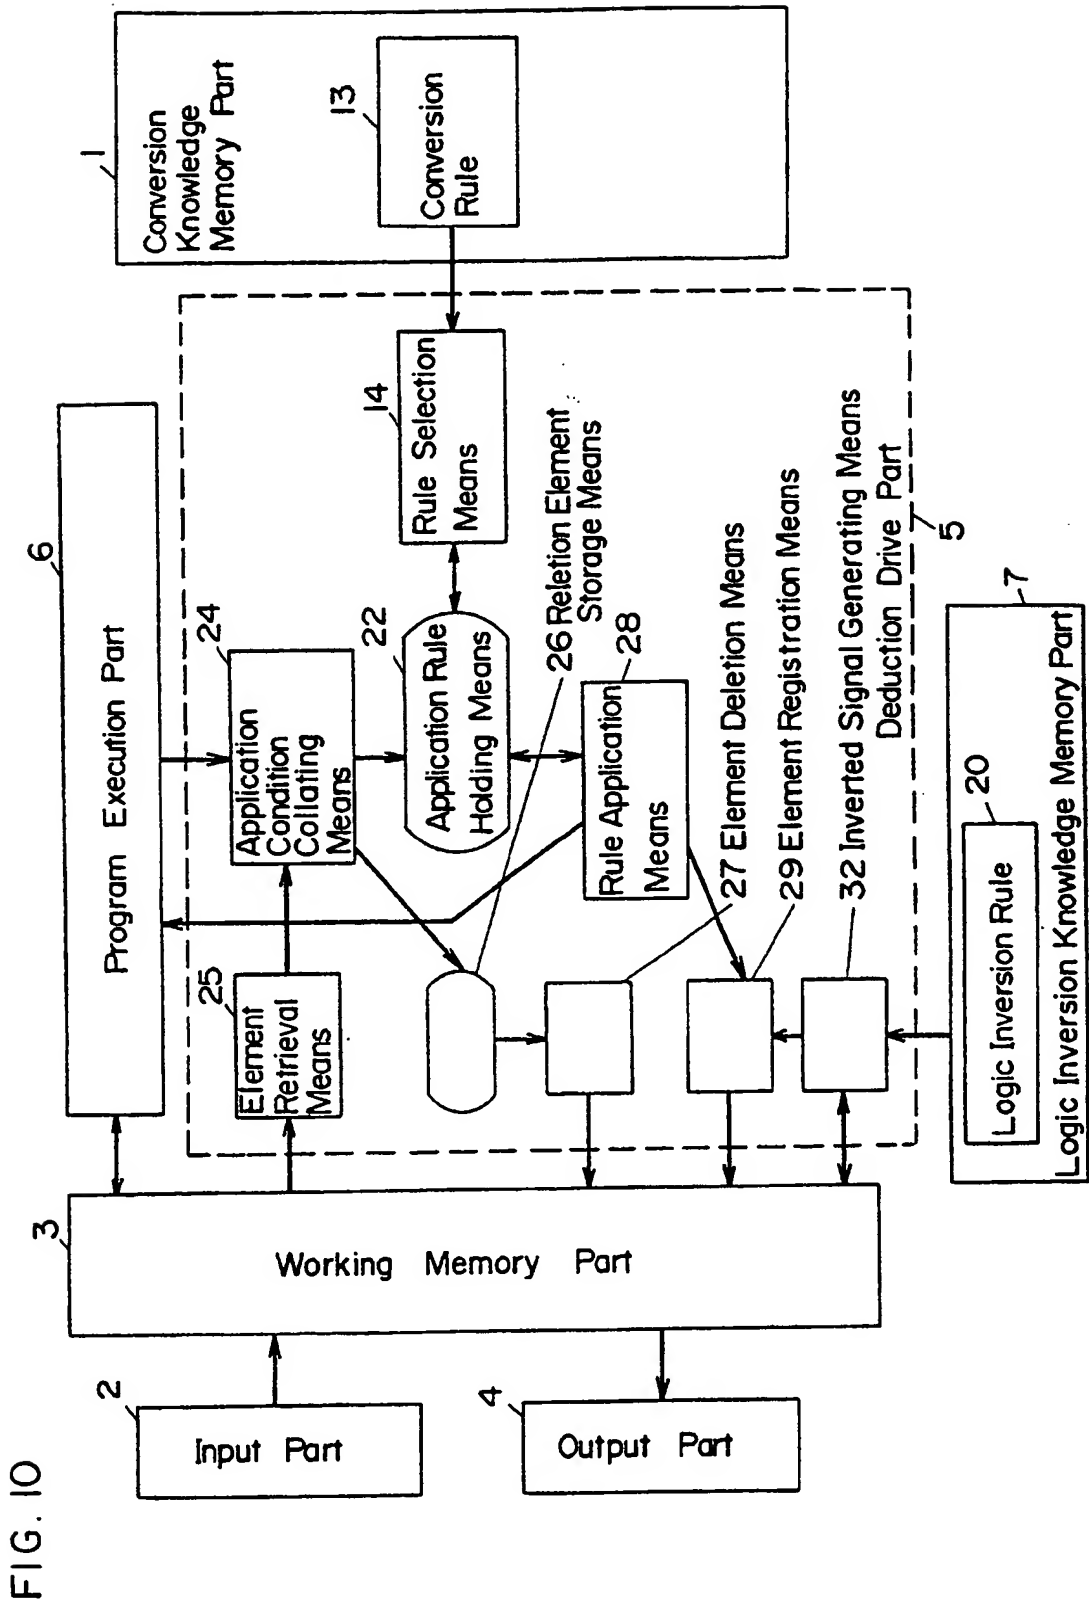 FIG. 10
2
Input Part
4
Output Part
3
Working Memory Part
6
Program Execution Part
25
Element
Retrieval
Means
24
Application
Condition
Collating
Means
22
Application Rule
Holding Means
14
Rule Selection
Means
1
Conversion
Knowledge
Memory Part
13
Conversion
Rule
26 Reletion Element
Storage Means
28
Rule Application
Means
27 Element Deletion Means
29 Element Registration Means
32 Inverted Signal Generating Means
Deduction Drive Part
5
7
20
Logic Inversion Rule
Logic Inversion Knowledge Memory Part